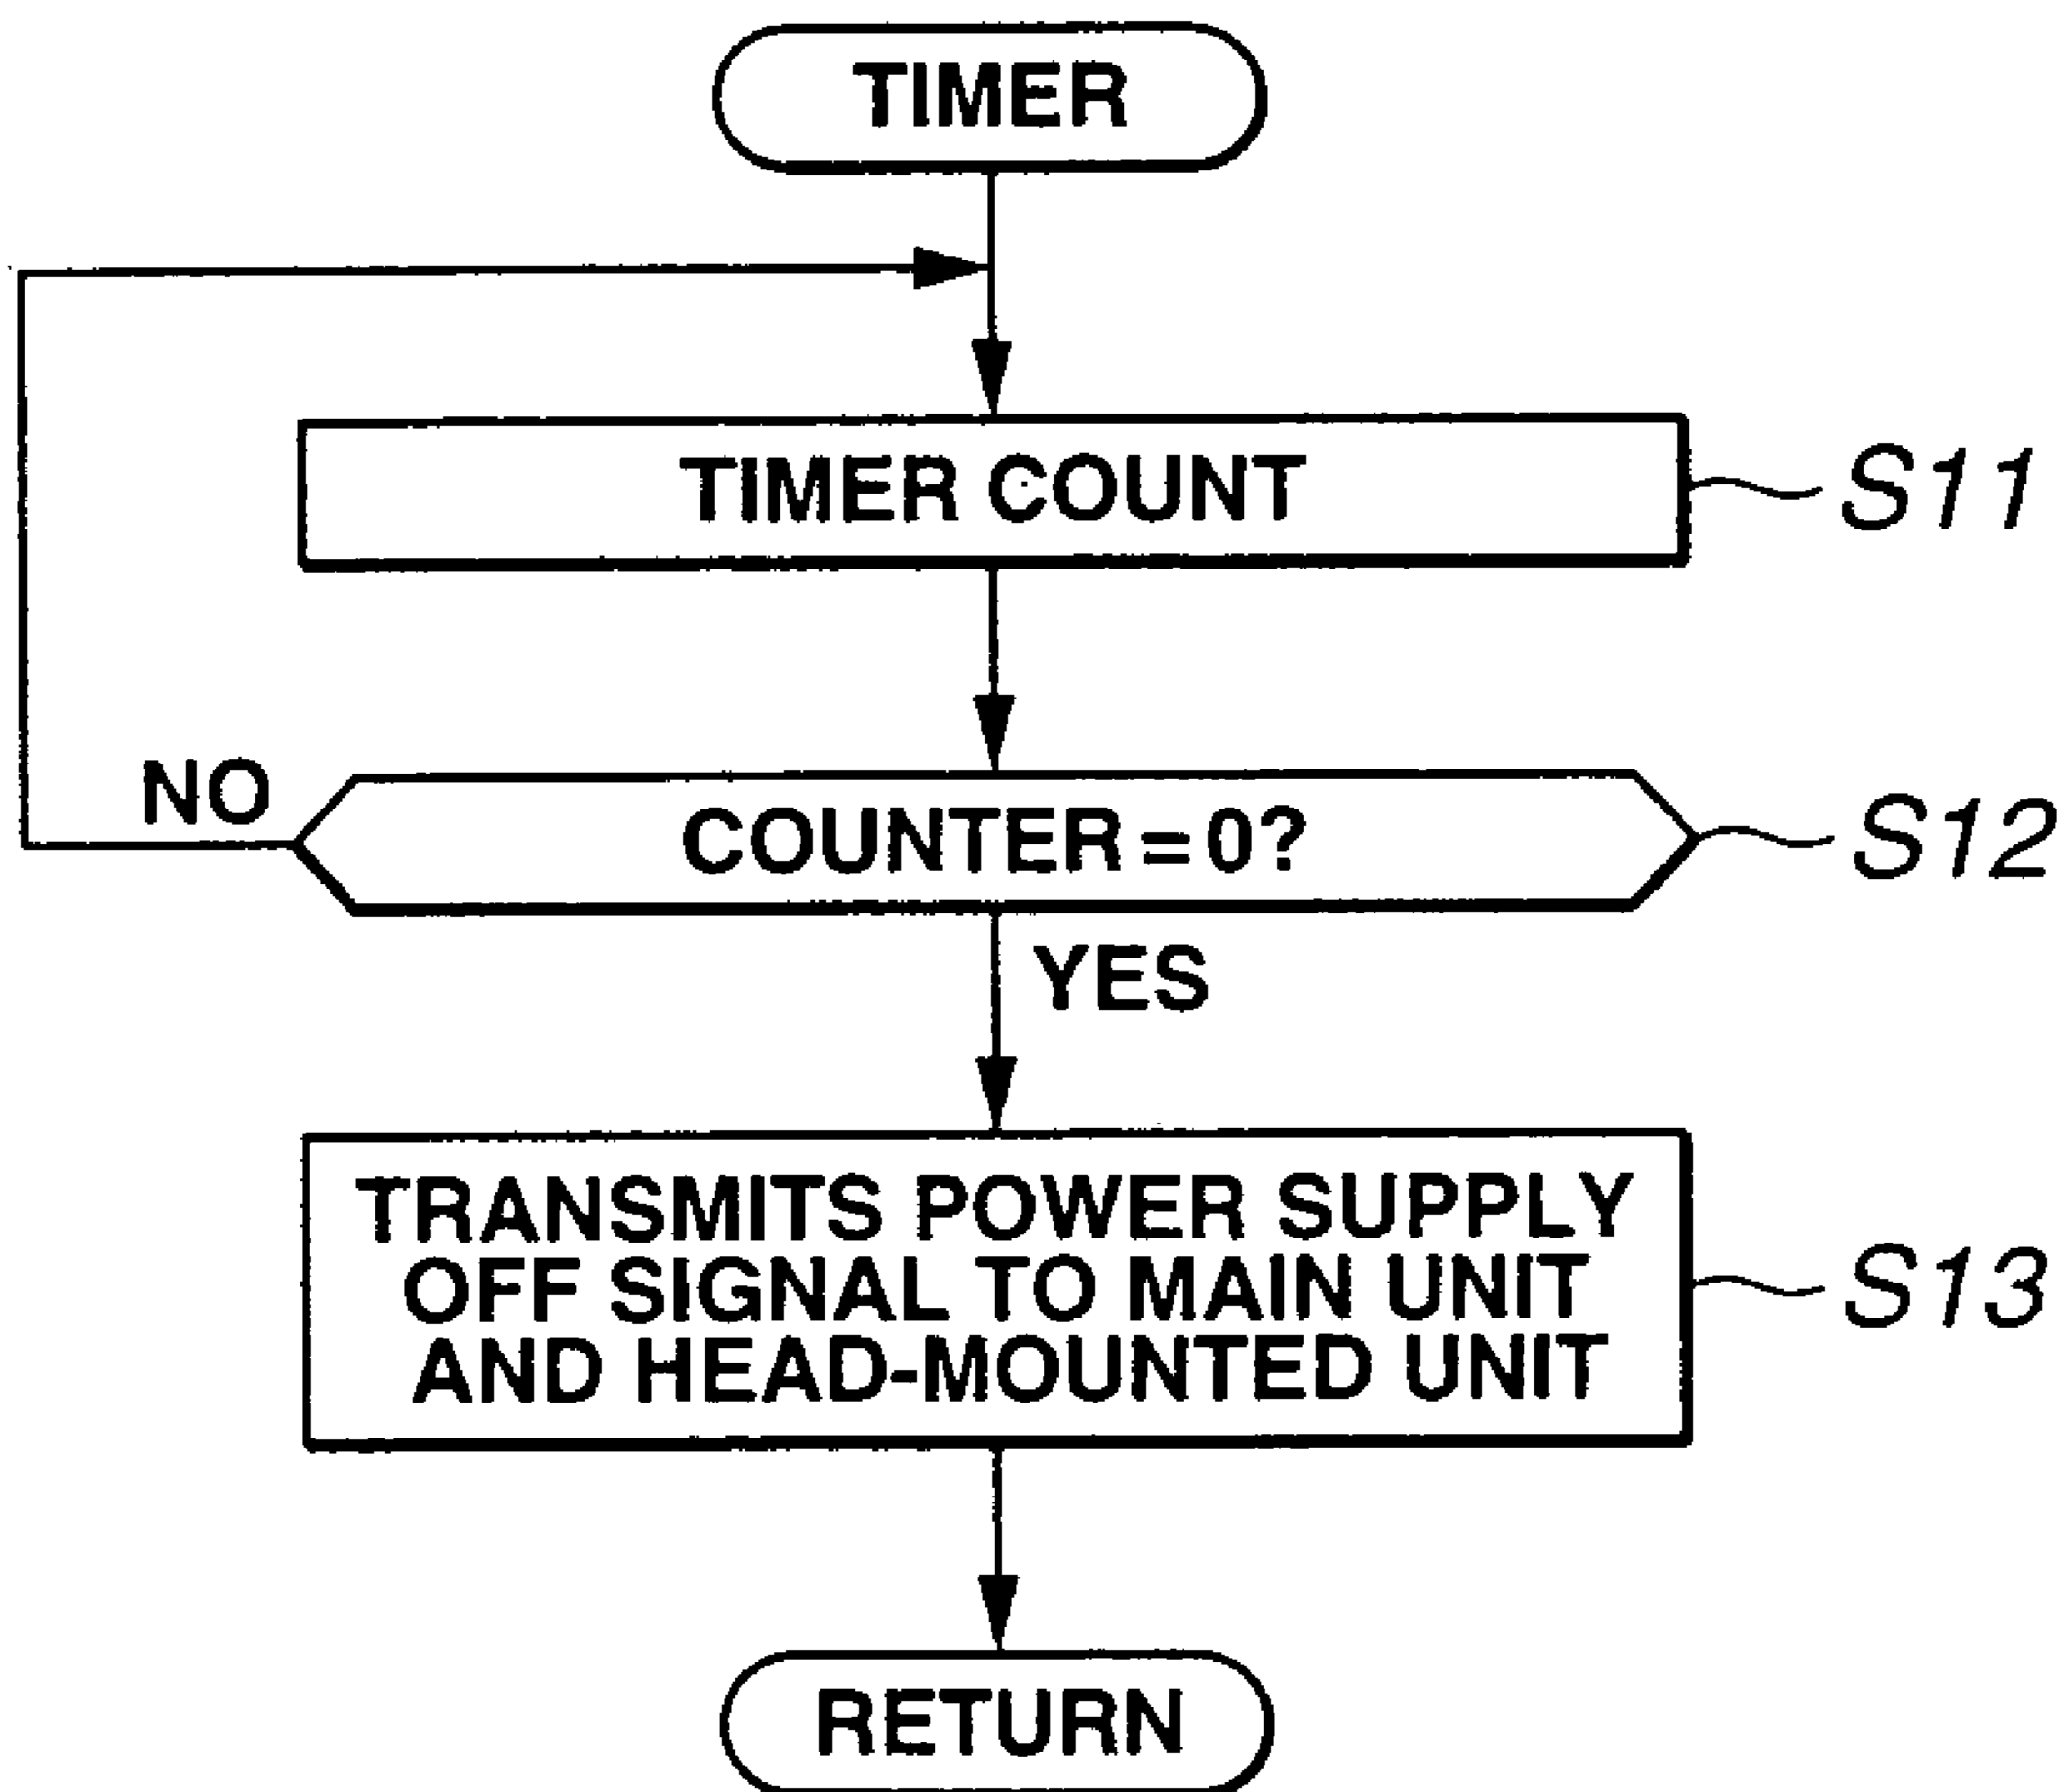 TIMER
TIMER COUNT
S11
NO
COUNTER = 0?
S12
YES
TRANSMITS POWER SUPPLY
OFF SIGNAL TO MAIN UNIT
AND HEAD-MOUNTED UNIT
S13
RETURN